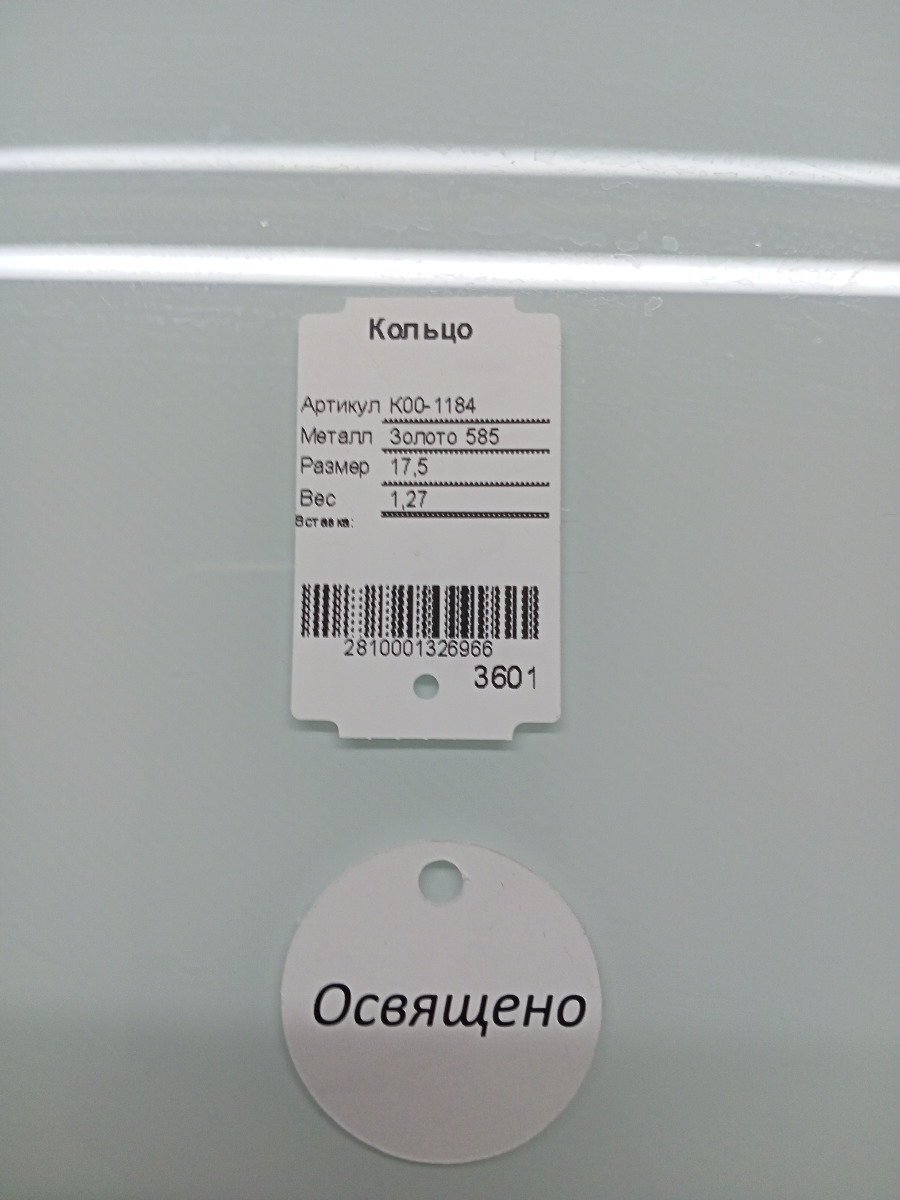 Кольцо
Артикул К00-1184
Металл Золото 585
Размер 17,5
Вес 1,27
Вставка:
2810001326966
3601
Освящено